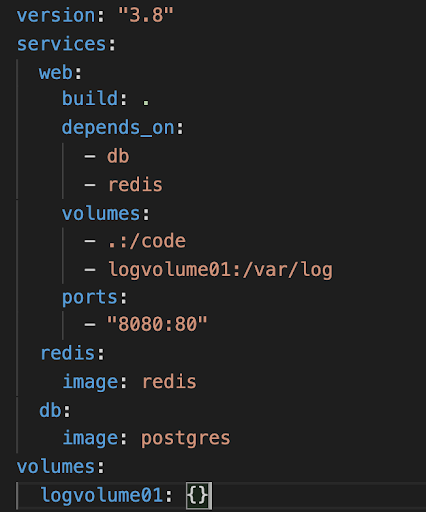 version: "3.8"
services:
  web:
    build: .
    depends_on:
      - db
      - redis
    volumes:
      - .:/code
      - logvolume01:/var/log
    ports:
      - "8080:80"
  redis:
    image: redis
  db:
    image: postgres
volumes:
  logvolume01: {}